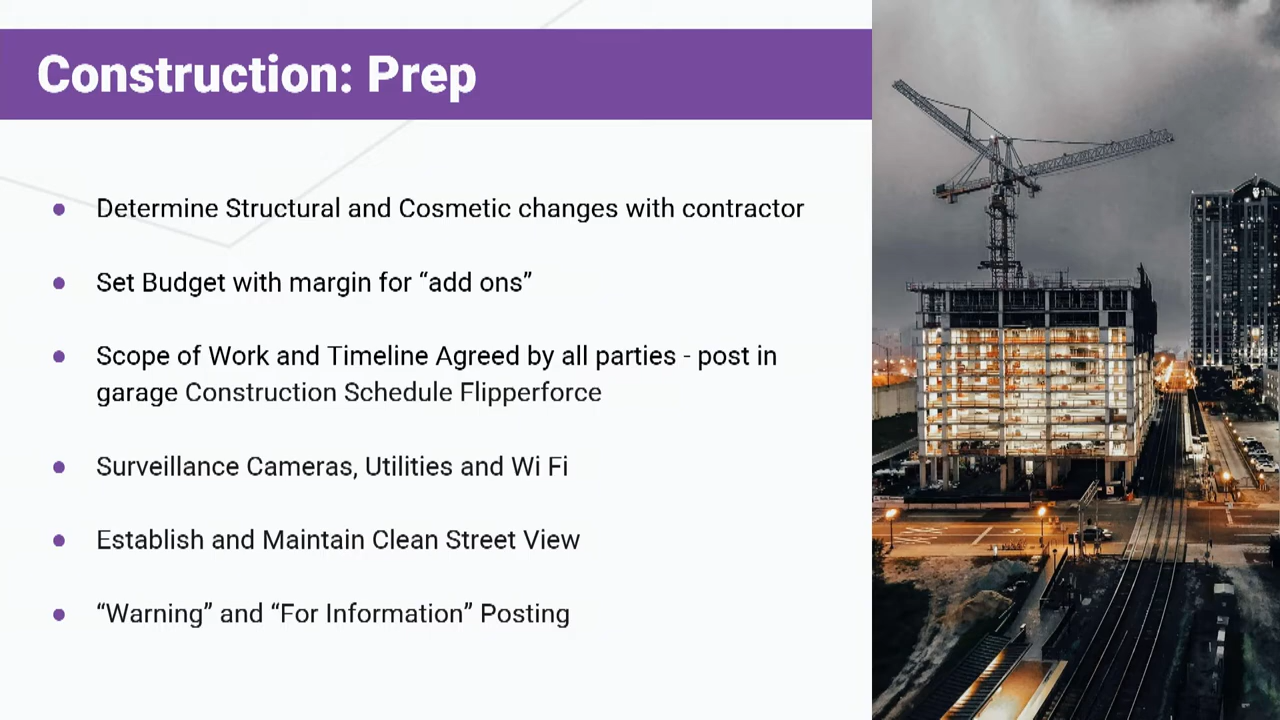 Construction: Prep
Determine Structural and Cosmetic changes with contractor
Set Budget with margin for “add ons”
Scope of Work and Timeline Agreed by all parties - post in
garage Construction Schedule Flipperforce
Surveillance Cameras, Utilities and Wi Fi
Establish and Maintain Clean Street View
“Warning” and “For Information” Posting